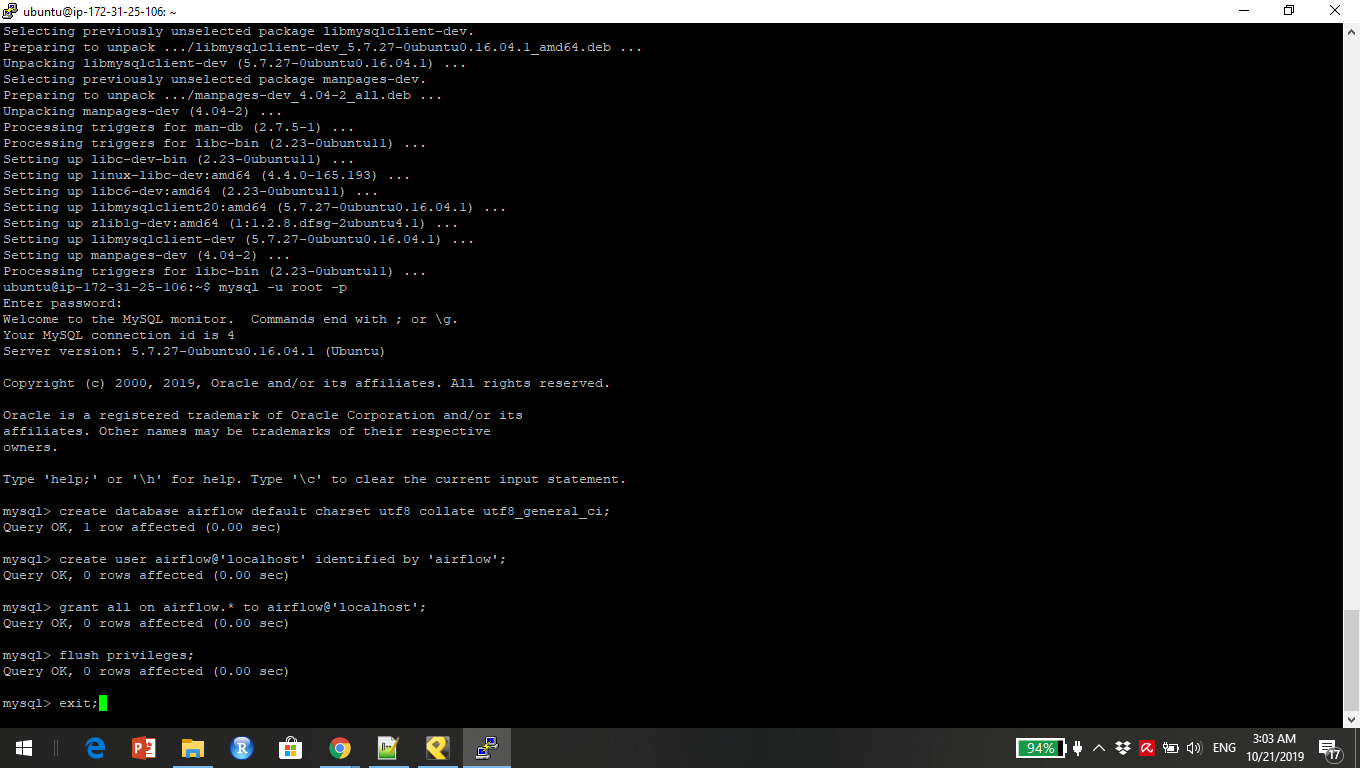 ubuntu@ip-172-31-25-106: ~
Selecting previously unselected package libmysqlclient-dev.
Preparing to unpack .../libmysqlclient-dev_5.7.27-0ubuntu0.16.04.1_amd64.deb ...
Unpacking libmysqlclient-dev (5.7.27-0ubuntu0.16.04.1) ...
Selecting previously unselected package manpages-dev.
Preparing to unpack .../manpages-dev_4.04-2_all.deb ...
Unpacking manpages-dev (4.04-2) ...
Processing triggers for man-db (2.7.5-1) ...
Processing triggers for libc-bin (2.23-0ubuntu11) ...
Setting up libc-dev-bin (2.23-0ubuntu11) ...
Setting up linux-libc-dev:amd64 (4.4.0-165.193) ...
Setting up libc6-dev:amd64 (2.23-0ubuntu11) ...
Setting up libmysqlclient20:amd64 (5.7.27-0ubuntu0.16.04.1) ...
Setting up zlib1g-dev:amd64 (1:1.2.8.dfsg-2ubuntu4.1) ...
Setting up libmysqlclient-dev (5.7.27-0ubuntu0.16.04.1) ...
Setting up manpages-dev (4.04-2) ...
Processing triggers for libc-bin (2.23-0ubuntu11) ...
ubuntu@ip-172-31-25-106:~$ mysql -u root -p
Enter password:
Welcome to the MySQL monitor.  Commands end with ; or \g.
Your MySQL connection id is 4
Server version: 5.7.27-0ubuntu0.16.04.1 (Ubuntu)
Copyright (c) 2000, 2019, Oracle and/or its affiliates. All rights reserved.
Oracle is a registered trademark of Oracle Corporation and/or its
affiliates. Other names may be trademarks of their respective
owners.
Type 'help;' or '\h' for help. Type '\c' to clear the current input statement.
mysql> create database airflow default charset utf8 collate utf8_general_ci;
Query OK, 1 row affected (0.00 sec)
mysql> create user airflow@'localhost' identified by 'airflow';
Query OK, 0 rows affected (0.00 sec)
mysql> grant all on airflow.* to airflow@'localhost';
Query OK, 0 rows affected (0.00 sec)
mysql> flush privileges;
Query OK, 0 rows affected (0.00 sec)
mysql> exit;
94%
ENG
3:03 AM
10/21/2019
17